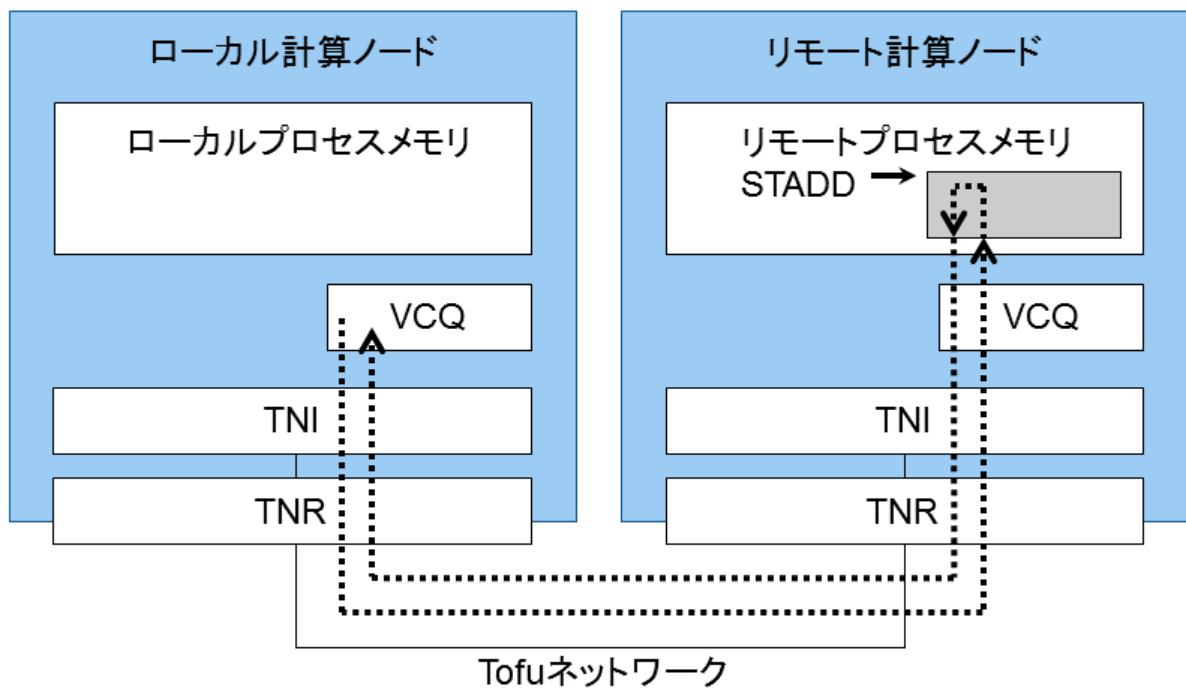 ローカル計算ノード
ローカルプロセスメモリ
VCQ
TNI
TNR
リモート計算ノード
リモートプロセスメモリ
STADD
VCQ
TNI
TNR
Tofuネットワーク